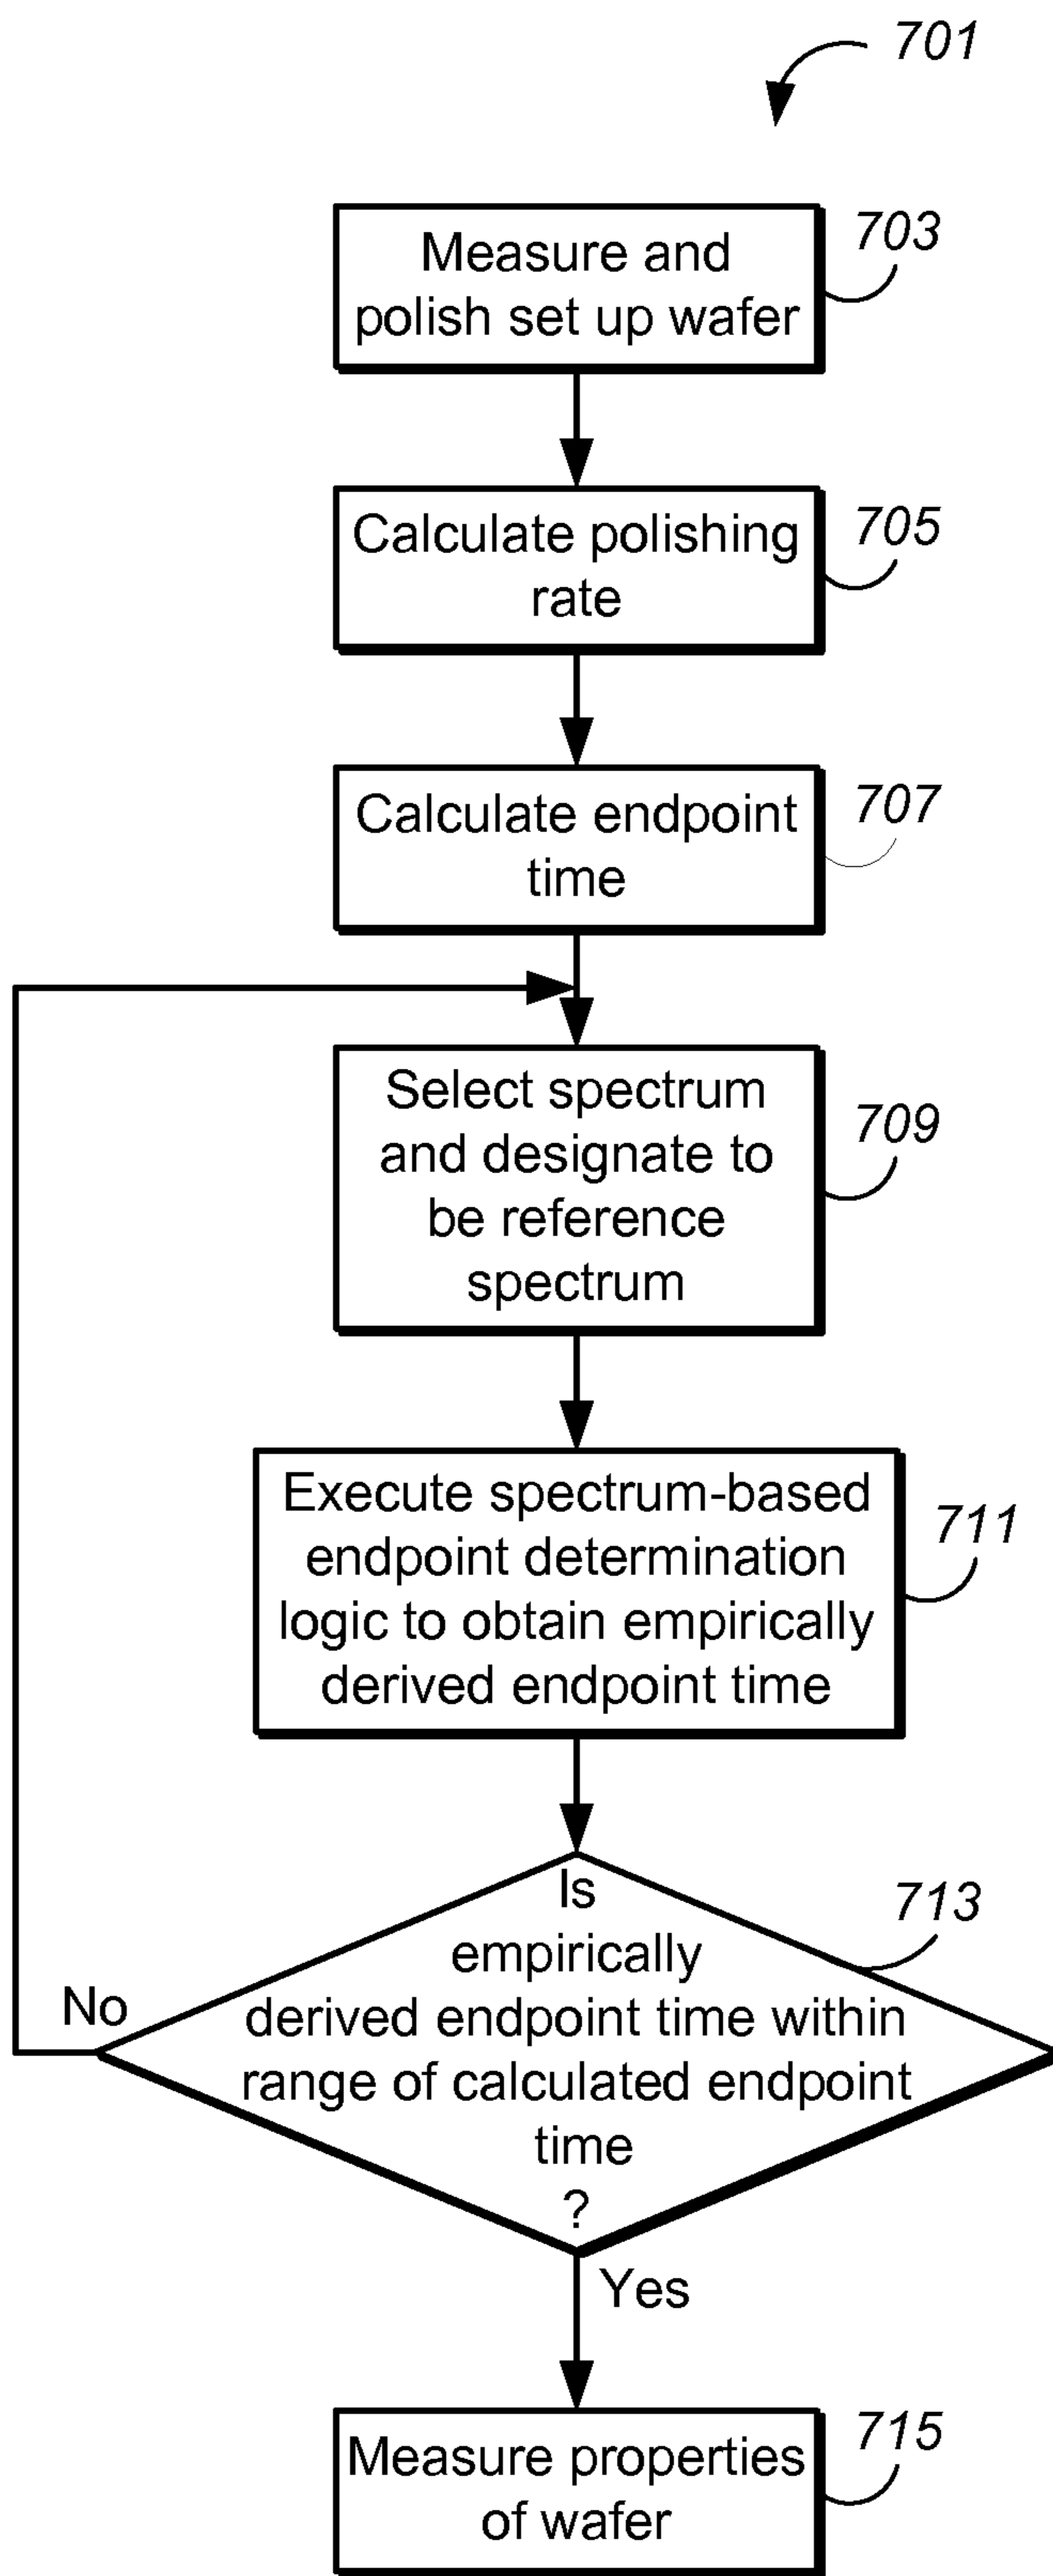 701
Measure and
polish set up wafer
703
Calculate polishing
rate
705
Calculate endpoint
time
707
Select spectrum
and designate to
be reference
spectrum
709
Execute spectrum-based
endpoint determination
logic to obtain empirically
derived endpoint time
711
Is
empirically
derived endpoint time within
range of calculated endpoint
time
?
713
No
Yes
Measure properties
of wafer
715